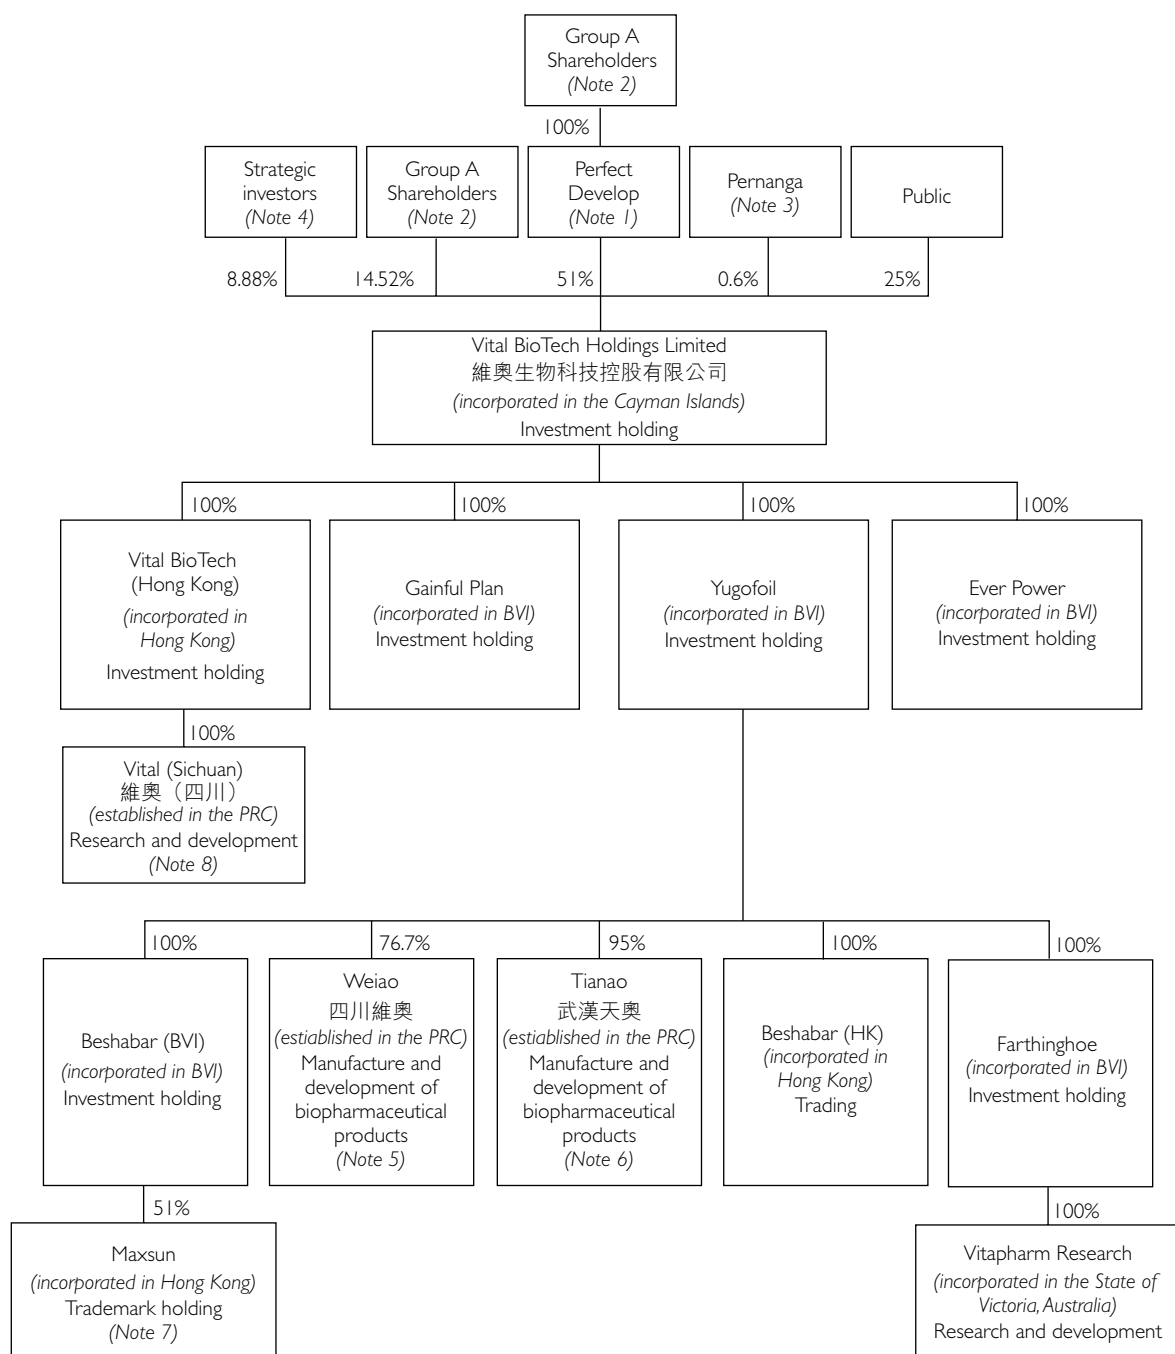 Group A
Shareholders
(Note 2)
100%
Strategic
investors
(Note 4)
Group A
Shareholders
(Note 2)
Perfect
Develop
(Note 1)
Pernanga
(Note 3)
Public
8.88%
14.52%
51%
0.6%
25%
Vital BioTech Holdings Limited
維奧生物科技控股有限公司
(incorporated in the Cayman Islands)
Investment holding
100%
100%
100%
100%
Vital BioTech
(Hong Kong)
(incorporated in
Hong Kong)
Investment holding
Gainful Plan
(incorporated in BVI)
Investment holding
Yugofoil
(incorporated in BVI)
Investment holding
Ever Power
(incorporated in BVI)
Investment holding
100%
Vital (Sichuan)
維奧（四川）
(established in the PRC)
Research and development
(Note 8)
100%
76.7%
95%
100%
100%
Beshabar (BVI)
(incorporated in BVI)
Investment holding
Weiao
四川維奧
(estiablished in the PRC)
Manufacture and
development of
biopharmaceutical
products
(Note 5)
Tianao
武漢天奧
(estiablished in the PRC)
Manufacture and
development of
biopharmaceutical
products
(Note 6)
Beshabar (HK)
(incorporated in
Hong Kong)
Trading
Farthinghoe
(incorporated in BVI)
Investment holding
51%
100%
Maxsun
(incorporated in Hong Kong)
Trademark holding
(Note 7)
Vitapharm Research
(incorporated in the State of
Victoria, Australia)
Research and development